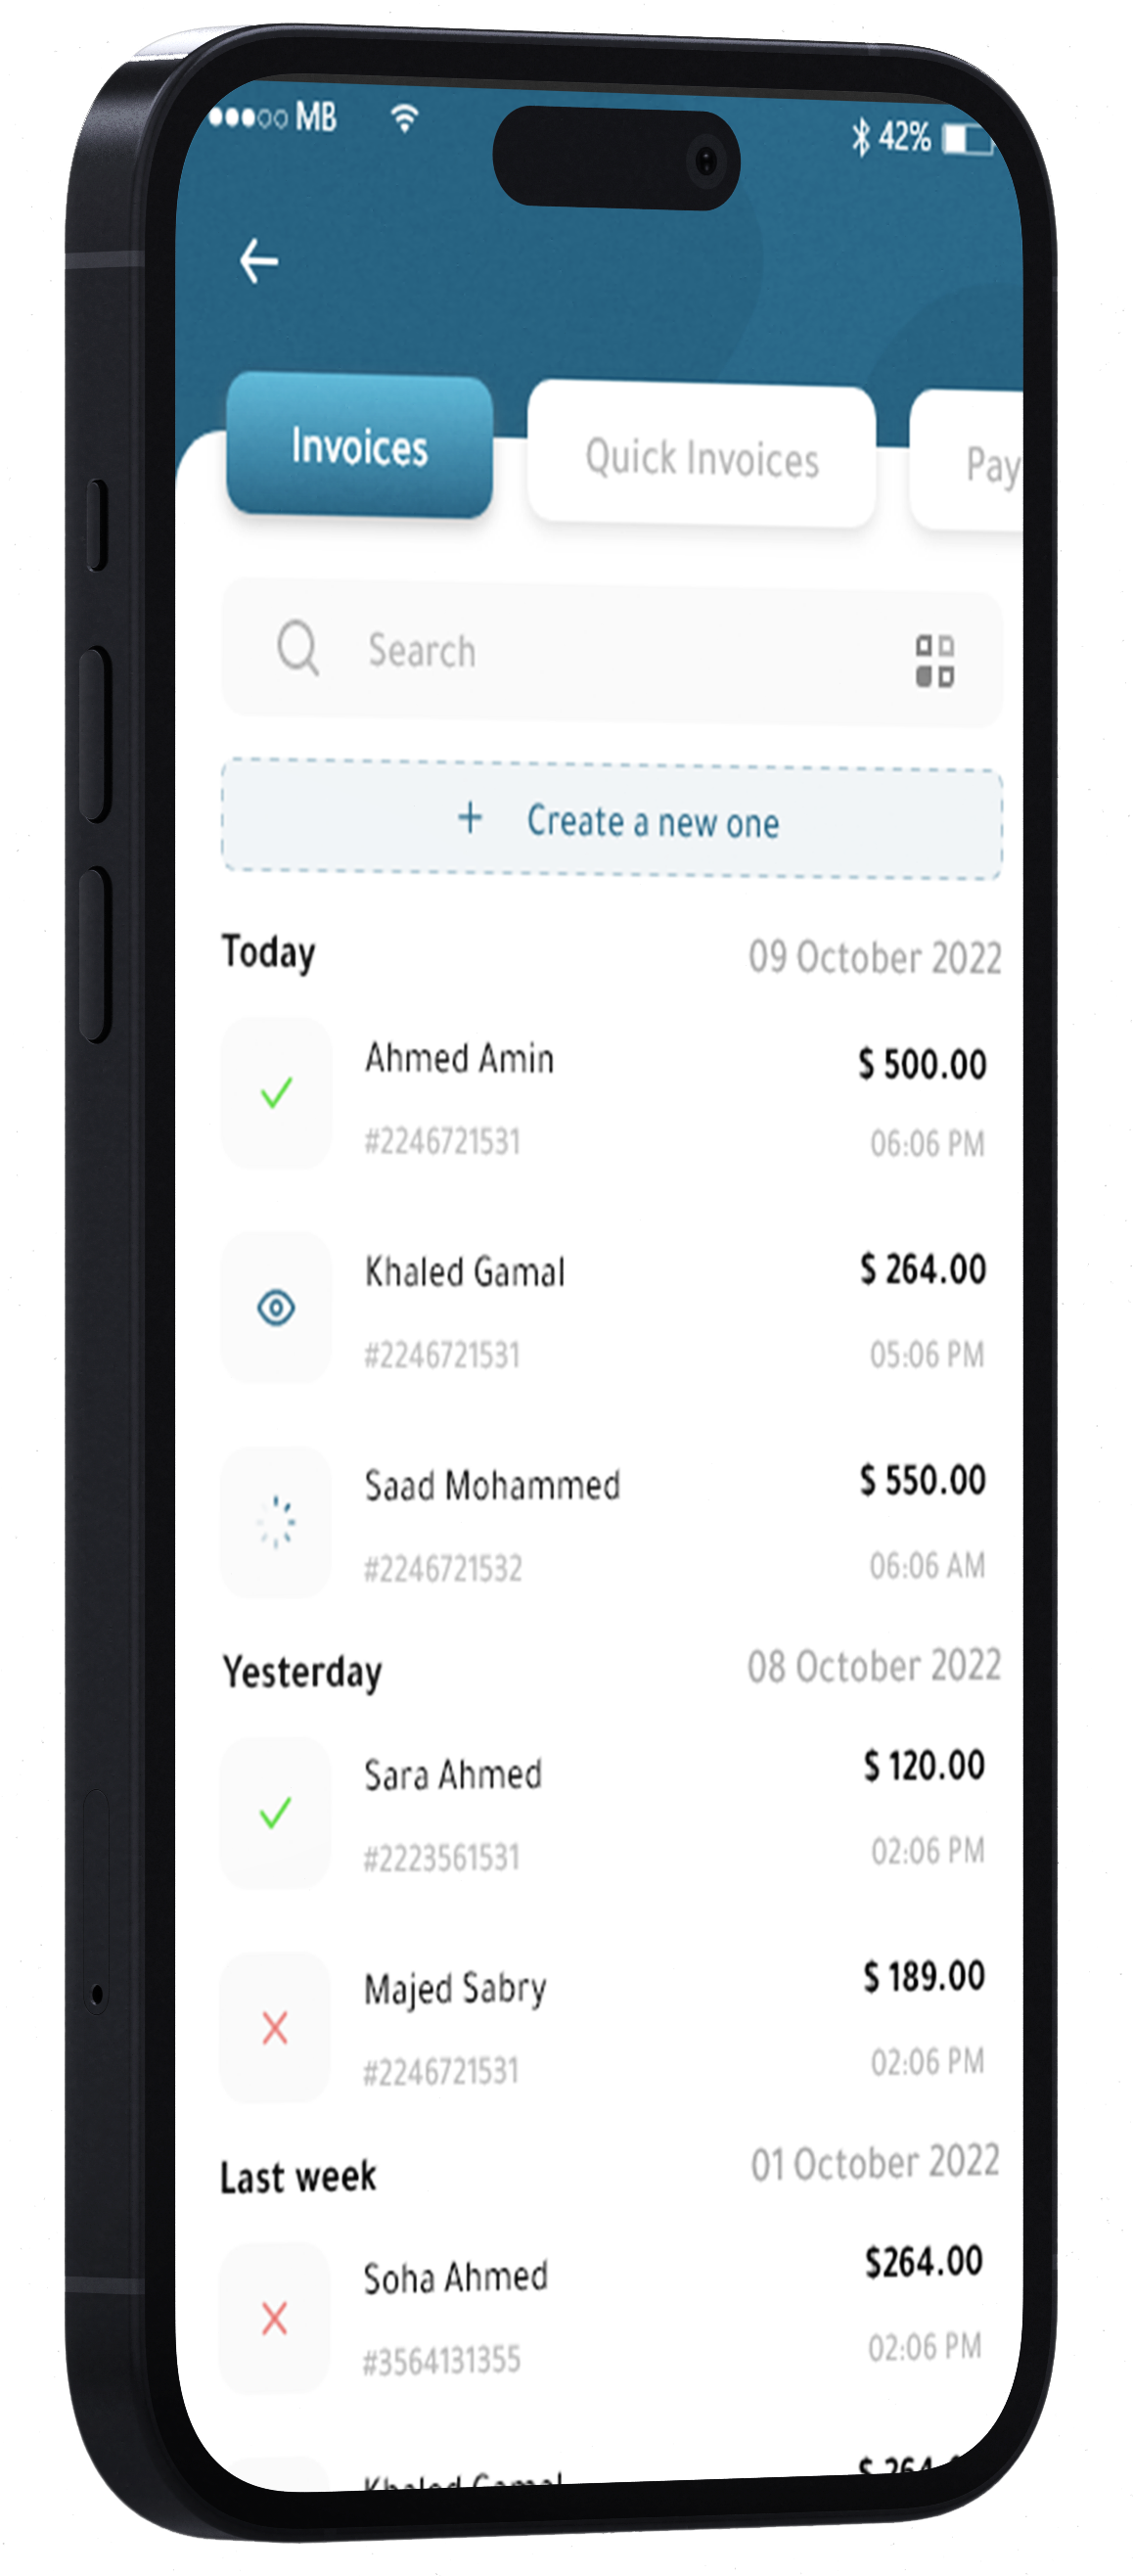 MB 42%
Invoices Quick Invoices Pay
Search
+ Create a new one
Today 09 October 2022
Ahmed Amin $ 500.00
#2246721531 06:06 PM
Khaled Gamal $ 264.00
#2246721531 05:06 PM
Saad Mohammed $ 550.00
#2246721532 06:06 AM
Yesterday 08 October 2022
Sara Ahmed $ 120.00
#2223561531 02:06 PM
Majed Sabry $ 189.00
#2246721531 02:06 PM
Last week 01 October 2022
Soha Ahmed $264.00
#3564131355 02:06 PM
Khaled Gamal $ 264